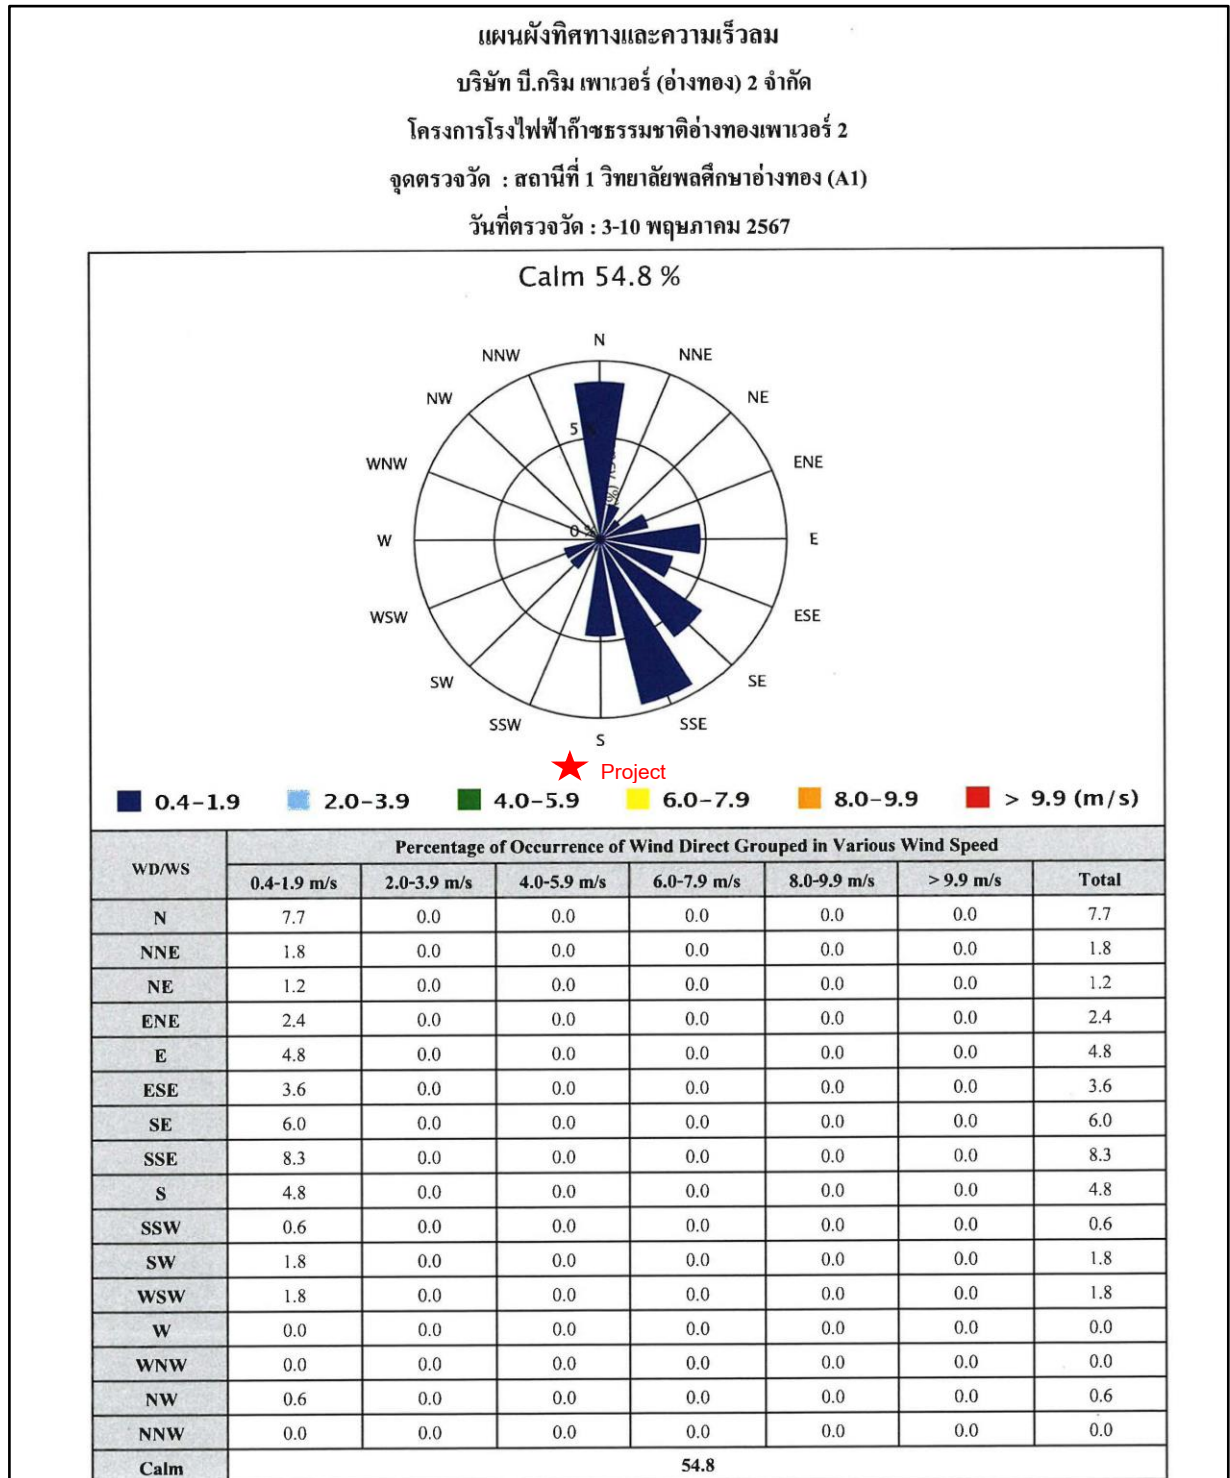 แผนผังทิศทางและความเร็วลม
บริษัท บี.กริม เพาเวอร์ (อ่างทอง) 2 จำกัด
โครงการโรงไฟฟ้าก๊าซธรรมชาติอ่างทองเพาเวอร์ 2
จุดตรวจวัด : สถานีที่ 1 วิทยาลัยพลศึกษาอ่างทอง (A1)
วันที่ตรวจวัด : 3-10 พฤษภาคม 2567
Calm 54.8 %
N
NNW NNE
NW NE
5 %
WNW ENE
(%)
0 %
W E
WSW ESE
SW SE
SSW SSE
S
Project
0.4-1.9 2.0-3.9 4.0-5.9 6.0-7.9 8.0-9.9 > 9.9 (m/s)
WD/WS Percentage of Occurrence of Wind Direct Grouped in Various Wind Speed
0.4-1.9 m/s 2.0-3.9 m/s 4.0-5.9 m/s 6.0-7.9 m/s 8.0-9.9 m/s > 9.9 m/s Total
N 7.7 0.0 0.0 0.0 0.0 0.0 7.7
NNE 1.8 0.0 0.0 0.0 0.0 0.0 1.8
NE 1.2 0.0 0.0 0.0 0.0 0.0 1.2
ENE 2.4 0.0 0.0 0.0 0.0 0.0 2.4
E 4.8 0.0 0.0 0.0 0.0 0.0 4.8
ESE 3.6 0.0 0.0 0.0 0.0 0.0 3.6
SE 6.0 0.0 0.0 0.0 0.0 0.0 6.0
SSE 8.3 0.0 0.0 0.0 0.0 0.0 8.3
S 4.8 0.0 0.0 0.0 0.0 0.0 4.8
SSW 0.6 0.0 0.0 0.0 0.0 0.0 0.6
SW 1.8 0.0 0.0 0.0 0.0 0.0 1.8
WSW 1.8 0.0 0.0 0.0 0.0 0.0 1.8
W 0.0 0.0 0.0 0.0 0.0 0.0 0.0
WNW 0.0 0.0 0.0 0.0 0.0 0.0 0.0
NW 0.6 0.0 0.0 0.0 0.0 0.0 0.6
NNW 0.0 0.0 0.0 0.0 0.0 0.0 0.0
Calm 54.8